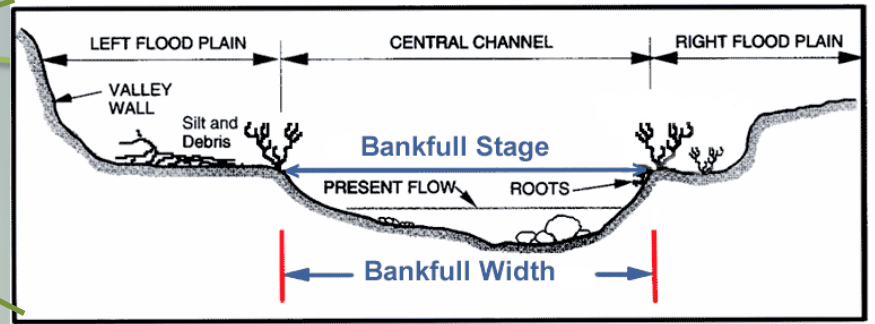 LEFT FLOOD PLAIN
CENTRAL CHANNEL
RIGHT FLOOD PLAIN
VALLEY
WALL
Silt and
Debris
Bankfull Stage
PRESENT FLOW
ROOTS
Bankfull Width